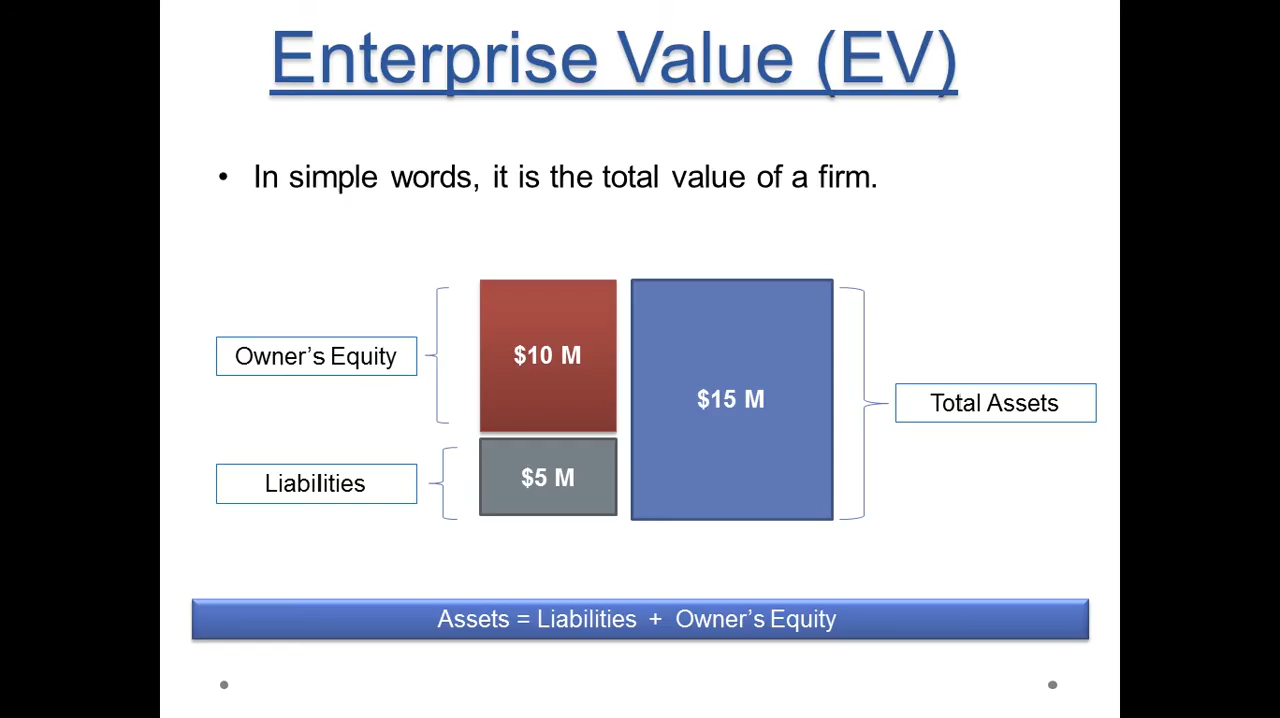 Enterprise Value (EV)
• In simple words, it is the total value of a firm.
Owner’s Equity
$10 M
$15 M
Total Assets
Liabilities
$5 M
Assets = Liabilities + Owner’s Equity